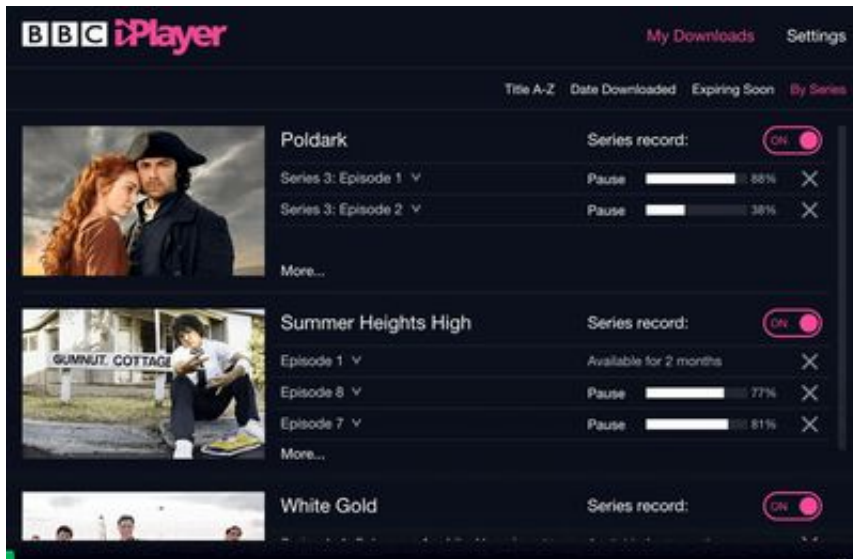 BBC iPlayer
My Downloads Settings
Title A-Z Date Downloaded Expiring Soon By Series
Poldark Series record: ON
Series 3: Episode 1 Pause 88%
Series 3: Episode 2 Pause 38%
More...
Summer Heights High Series record: ON
GUMNUT COTTAGE
Episode 1 Available for 2 months
Episode 8 Pause 77%
Episode 7 Pause 81%
More...
White Gold Series record: ON